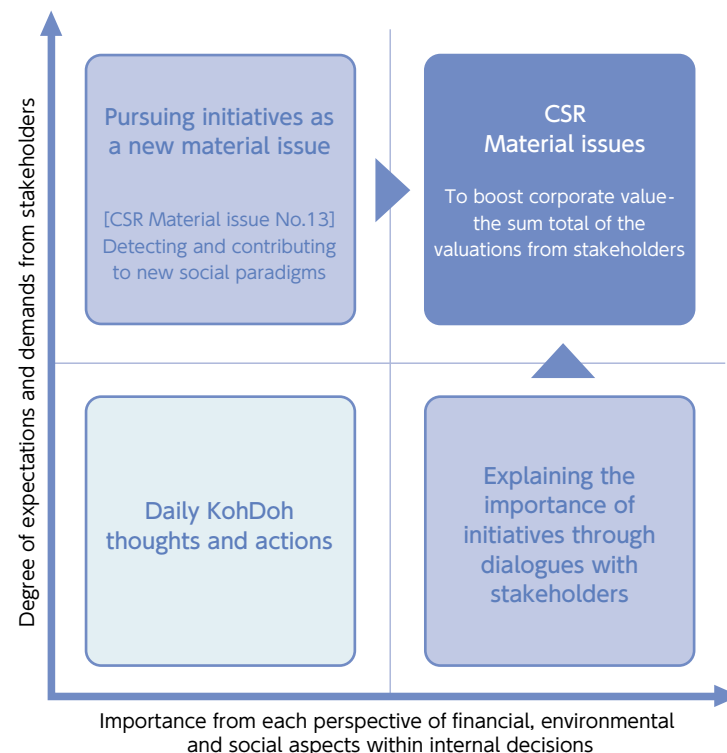 Degree of expectations and demands from stakeholders
Pursuing initiatives as
a new material issue
[CSR Material issue No.13]
Detecting and contributing
to new social paradigms
CSR
Material issues
To boost corporate value-
the sum total of the
valuations from stakeholders
Daily KohDoh
thoughts and actions
Explaining the
importance of
initiatives through
dialogues with
stakeholders
Importance from each perspective of financial, environmental
and social aspects within internal decisions